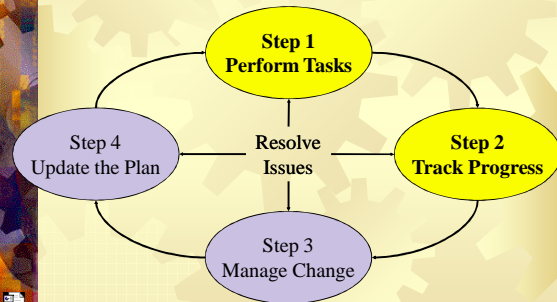 Step 1
Perform Tasks
Step 4
Update the Plan
Resolve
Issues
Step 2
Track Progress
Step 3
Manage Change